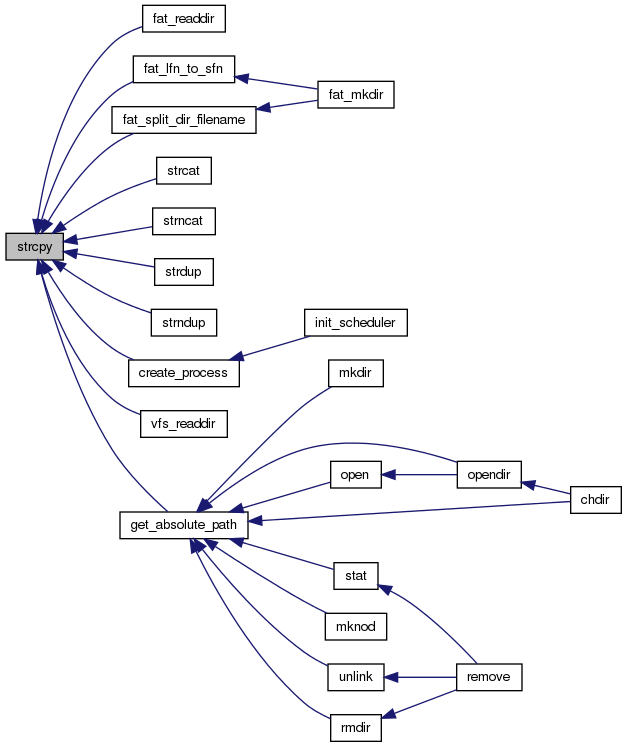 fat_readdir
fat_lfn_to_sfn
fat_mkdir
fat_split_dir_filename
strcat
strncat
strcpy
strdup
strndup
init_scheduler
create_process
mkdir
vfs_readdir
open
opendir
chdir
get_absolute_path
stat
mknod
unlink
remove
rmdir